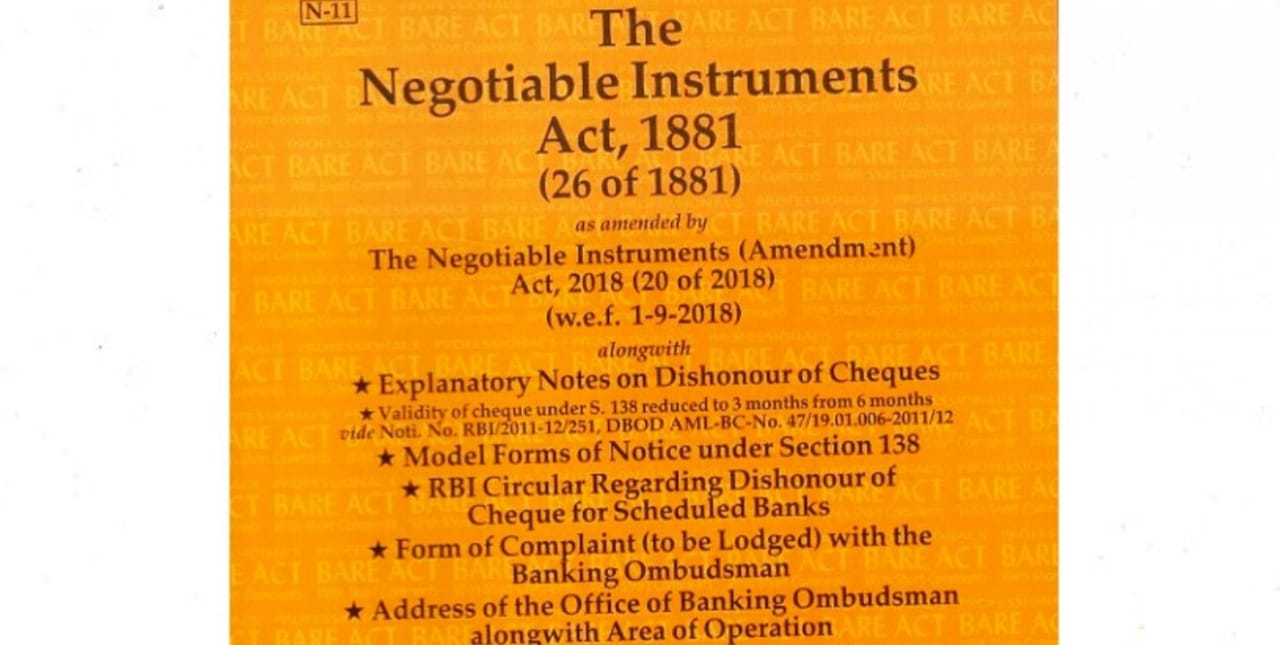 N-11
The
Negotiable Instruments
Act, 1881
(26 of 1881)
as amended by
The Negotiable Instruments (Amendment)
Act, 2018 (20 of 2018)
(w.e.f. 1-9-2018)
alongwith
★ Explanatory Notes on Dishonour of Cheques
★ Validity of cheque under S. 138 reduced to 3 months from 6 months
vide Noti. No. RBI/2011-12/251, DBOD AML-BC-No. 47/19.01.006-2011/12
★ Model Forms of Notice under Section 138
★ RBI Circular Regarding Dishonour of
Cheque for Scheduled Banks
★ Form of Complaint (to be Lodged) with the
Banking Ombudsman
★ Address of the Office of Banking Ombudsman
alongwith Area of Operation